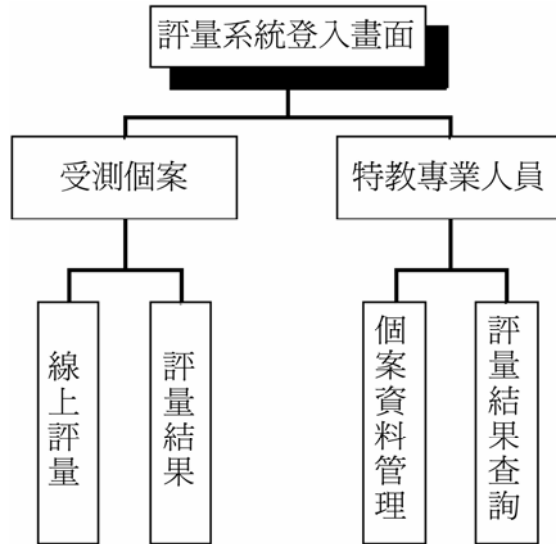 評量系統登入畫面
受測個案
特教專業人員
線上評量
評量結果
個案資料管理
評量結果查詢